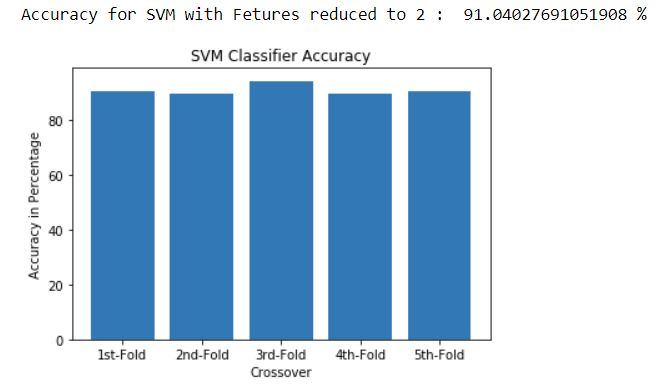 Accuracy for SVM with Fetures reduced to 2 :  91.04027691051908 %
SVM Classifier Accuracy
Accuracy in Percentage
80
60
40
20
0
1st-Fold 2nd-Fold 3rd-Fold 4th-Fold 5th-Fold
Crossover